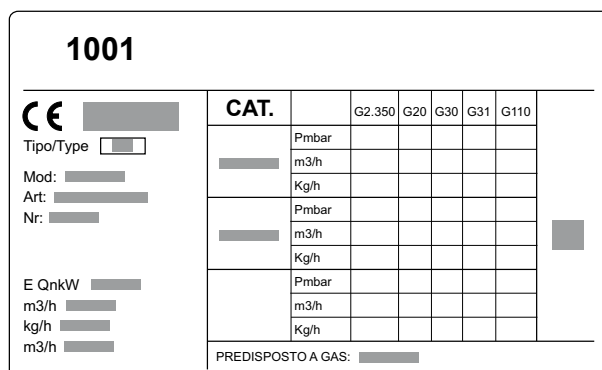 1001
CE
Tipo/Type
Mod:
Art:
Nr:
E QnkW
m3/h
kg/h
m3/h
CAT. G2.350 G20 G30 G31 G110
Pmbar
m3/h
Kg/h
Pmbar
m3/h
Kg/h
Pmbar
m3/h
Kg/h
PREDISPOSTO A GAS: